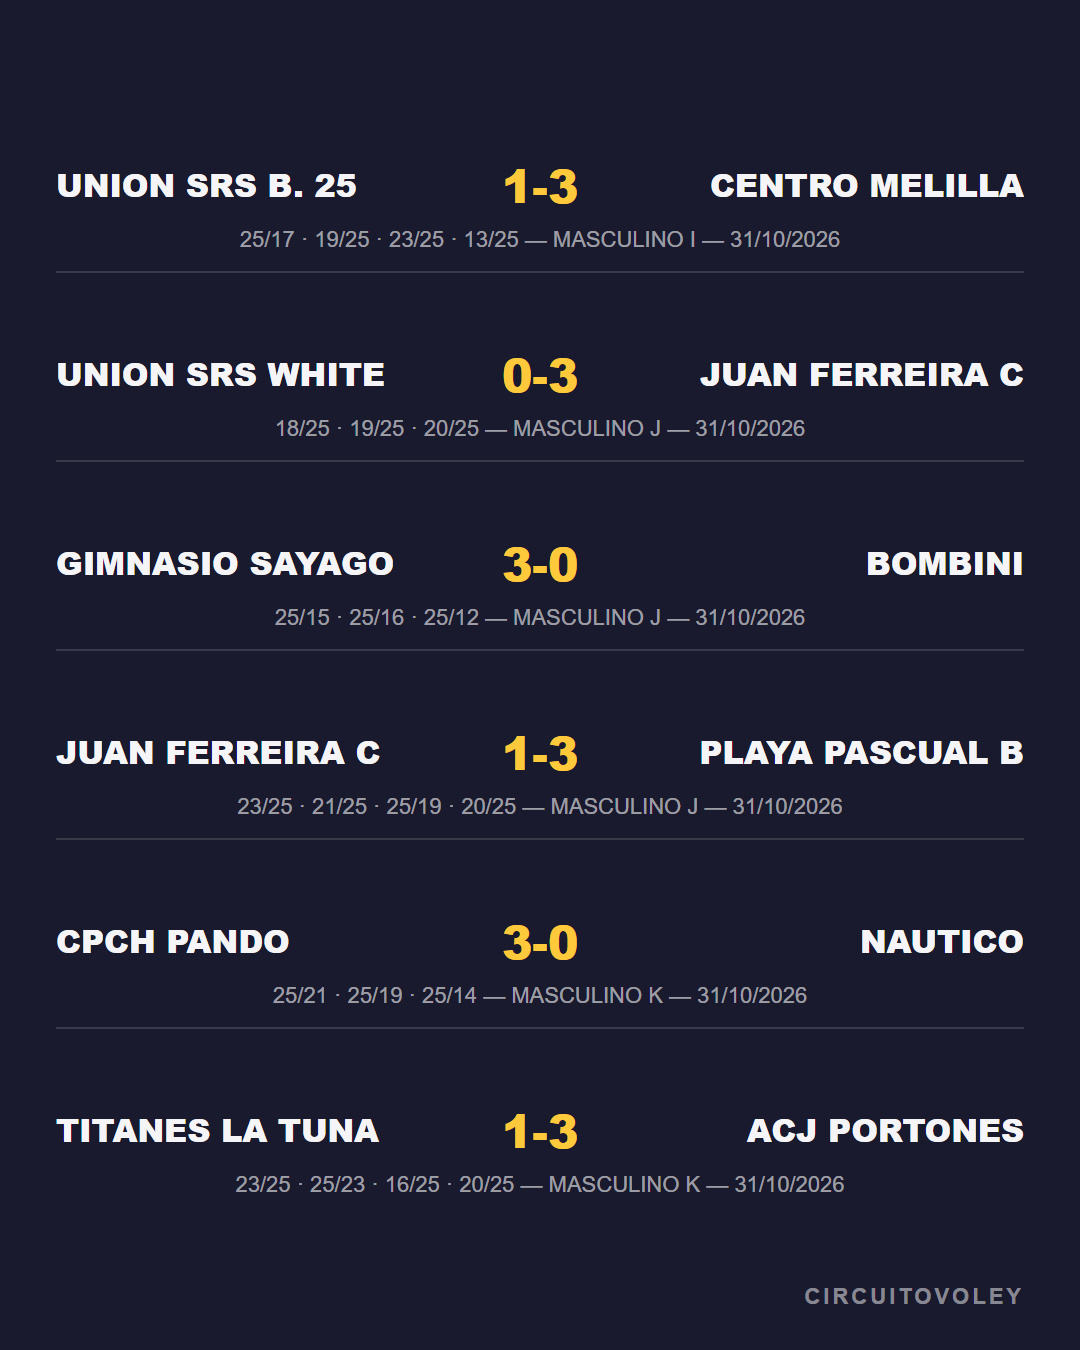 UNION SRS B. 25 1-3 CENTRO MELILLA
25/17 · 19/25 · 23/25 · 13/25 — MASCULINO I — 31/10/2026
UNION SRS WHITE 0-3 JUAN FERREIRA C
18/25 · 19/25 · 20/25 — MASCULINO J — 31/10/2026
GIMNASIO SAYAGO 3-0 BOMBINI
25/15 · 25/16 · 25/12 — MASCULINO J — 31/10/2026
JUAN FERREIRA C 1-3 PLAYA PASCUAL B
23/25 · 21/25 · 25/19 · 20/25 — MASCULINO J — 31/10/2026
CPCH PANDO 3-0 NAUTICO
25/21 · 25/19 · 25/14 — MASCULINO K — 31/10/2026
TITANES LA TUNA 1-3 ACJ PORTONES
23/25 · 25/23 · 16/25 · 20/25 — MASCULINO K — 31/10/2026
CIRCUITOVOLEY